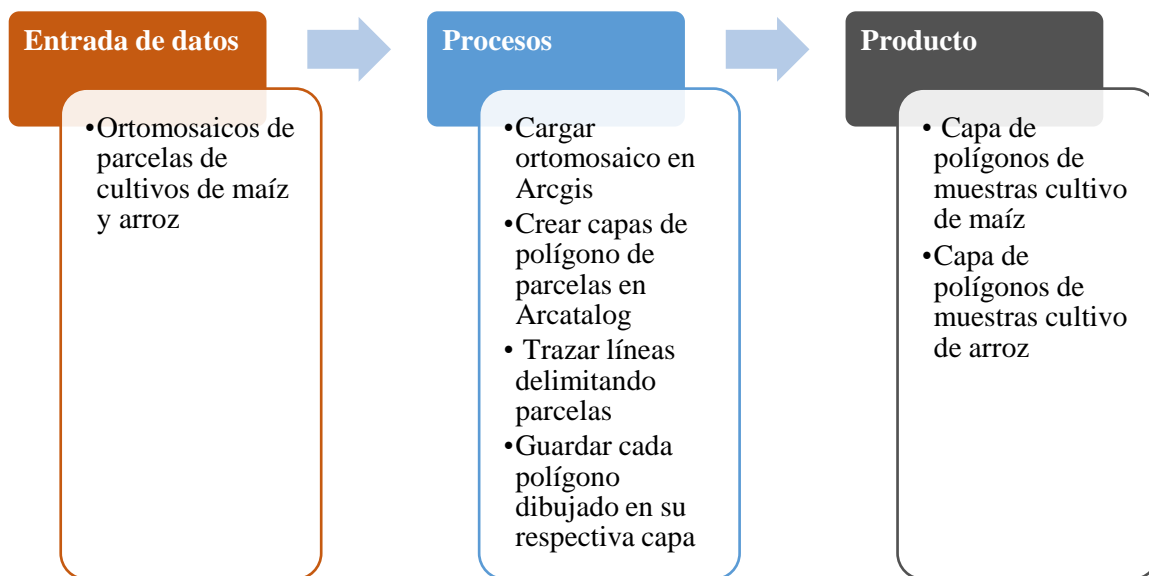 Entrada de datos
•Ortomosaicos de
parcelas de
cultivos de maíz
y arroz
Procesos
•Cargar
ortomosaico en
Arcgis
•Crear capas de
polígono de
parcelas en
Arcatalog
• Trazar líneas
delimitando
parcelas
•Guardar cada
polígono
dibujado en su
respectiva capa
Producto
• Capa de
polígonos de
muestras cultivo
de maíz
•Capa de
polígonos de
muestras cultivo
de arroz